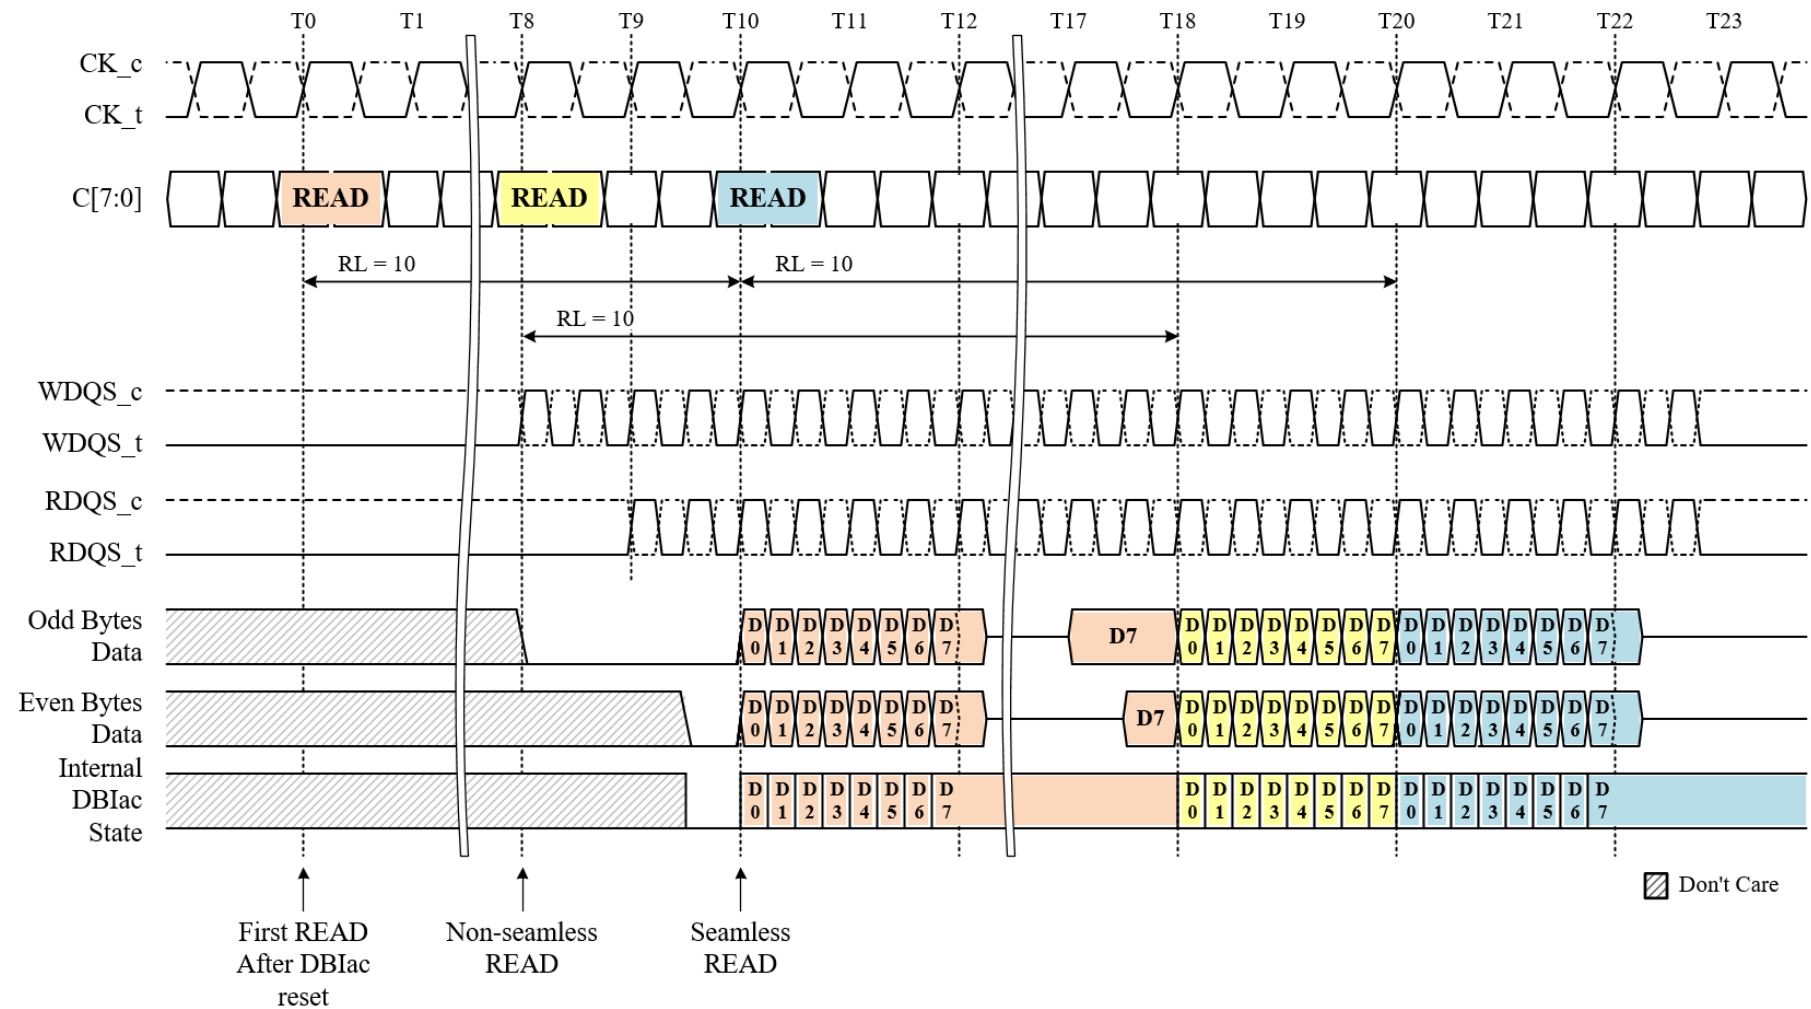 T0 T1 T8 T9 T10 T11 T12 T17 T18 T19 T20 T21 T22 T23
CK_c
CK_t
C[7:0] READ READ READ
RL = 10 RL = 10
RL = 10
WDQS_c
WDQS_t
RDQS_c
RDQS_t
Odd Bytes
Data
D0 D1 D2 D3 D4 D5 D6 D7 D7 D0 D1 D2 D3 D4 D5 D6 D7 D0 D1 D2 D3 D4 D5 D6 D7
Even Bytes
Data
D0 D1 D2 D3 D4 D5 D6 D7 D7 D0 D1 D2 D3 D4 D5 D6 D7 D0 D1 D2 D3 D4 D5 D6 D7
Internal
DBIac
State
D0 D1 D2 D3 D4 D5 D6 D7 D0 D1 D2 D3 D4 D5 D6 D7 D0 D1 D2 D3 D4 D5 D6 D7
Don't Care
First READ
After DBIac
reset
Non-seamless
READ
Seamless
READ